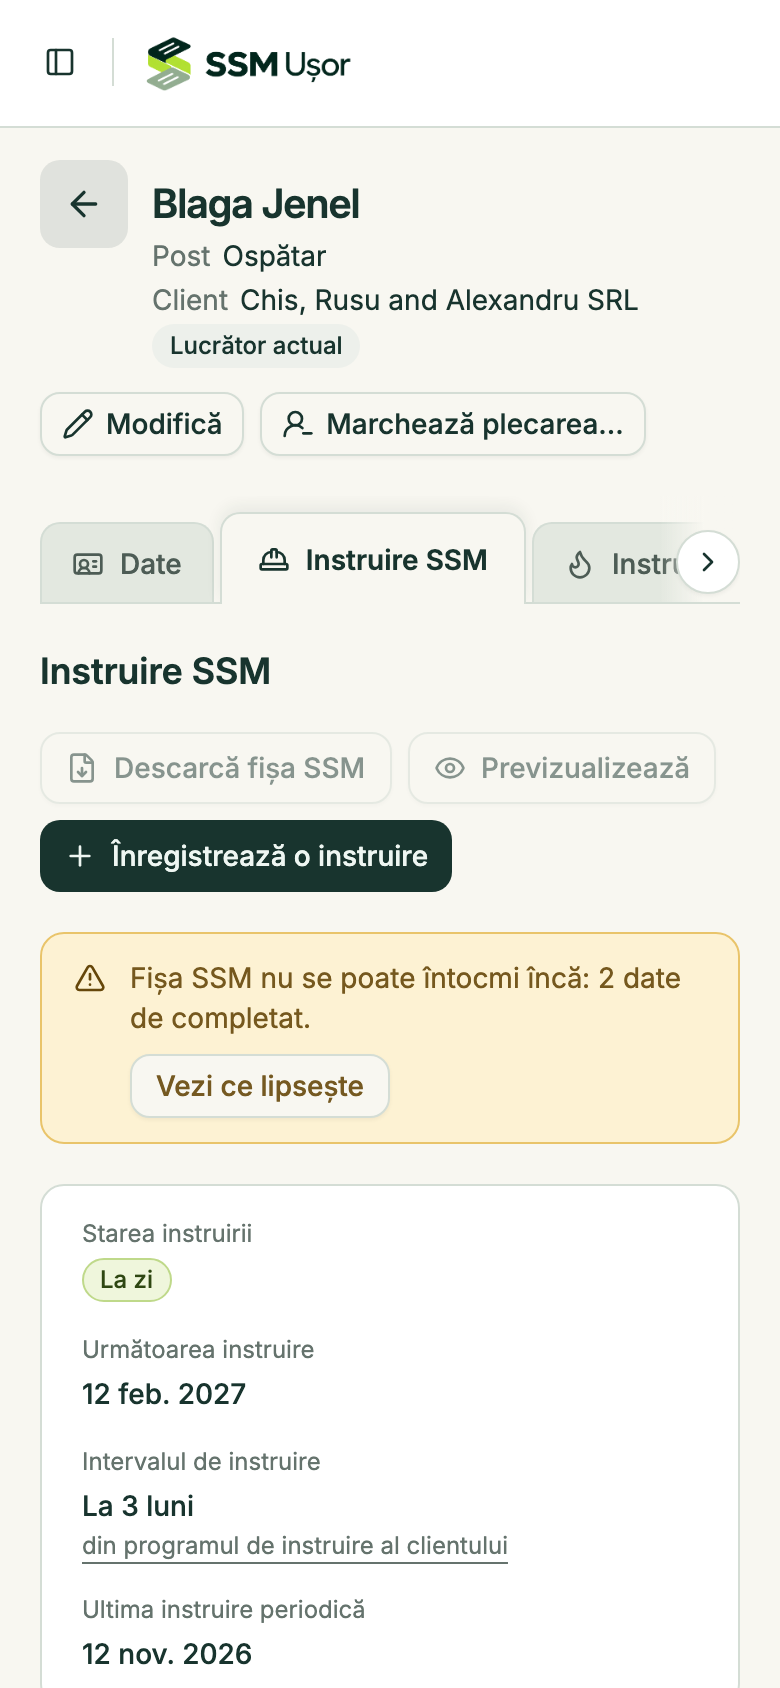 SSM Ușor
Blaga Jenel
Post Ospătar
Client Chis, Rusu and Alexandru SRL
Lucrător actual
Modifică
Marchează plecarea...
Date
Instruire SSM
Instru
Instruire SSM
Descarcă fișa SSM
Previzualizează
Înregistrează o instruire
Fișa SSM nu se poate întocmi încă: 2 date
de completat.
Vezi ce lipsește
Starea instruirii
La zi
Următoarea instruire
12 feb. 2027
Intervalul de instruire
La 3 luni
din programul de instruire al clientului
Ultima instruire periodică
12 nov. 2026